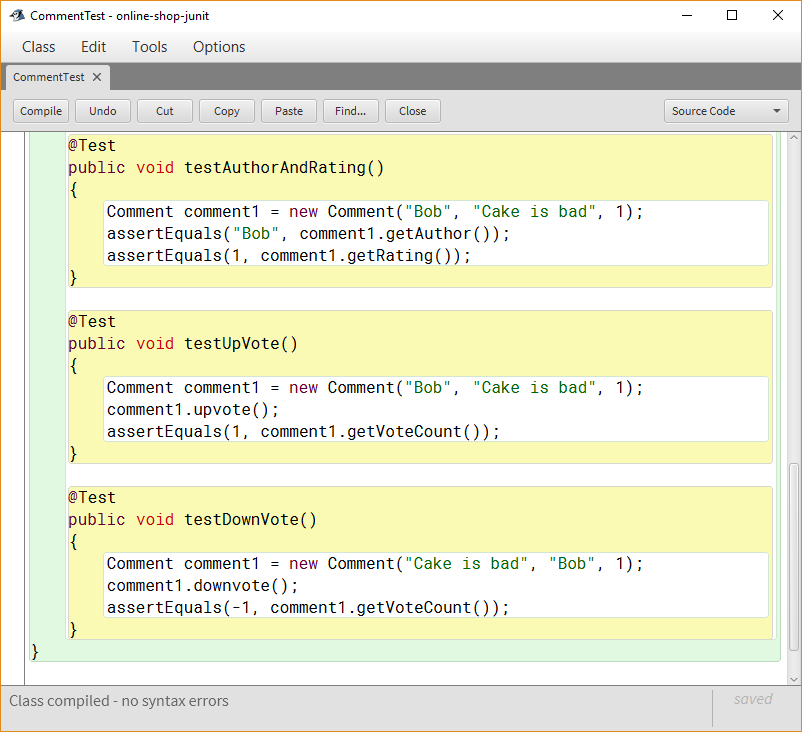 CommentTest - online-shop-junit
Class Edit Tools Options
CommentTest
Compile Undo Cut Copy Paste Find... Close Source Code
@Test
public void testAuthorAndRating()
{
Comment comment1 = new Comment("Bob", "Cake is bad", 1);
assertEquals("Bob", comment1.getAuthor());
assertEquals(1, comment1.getRating());
}
@Test
public void testUpVote()
{
Comment comment1 = new Comment("Bob", "Cake is bad", 1);
comment1.upvote();
assertEquals(1, comment1.getVoteCount());
}
@Test
public void testDownVote()
{
Comment comment1 = new Comment("Cake is bad", "Bob", 1);
comment1.downvote();
assertEquals(-1, comment1.getVoteCount());
}
}
Class compiled - no syntax errors
saved